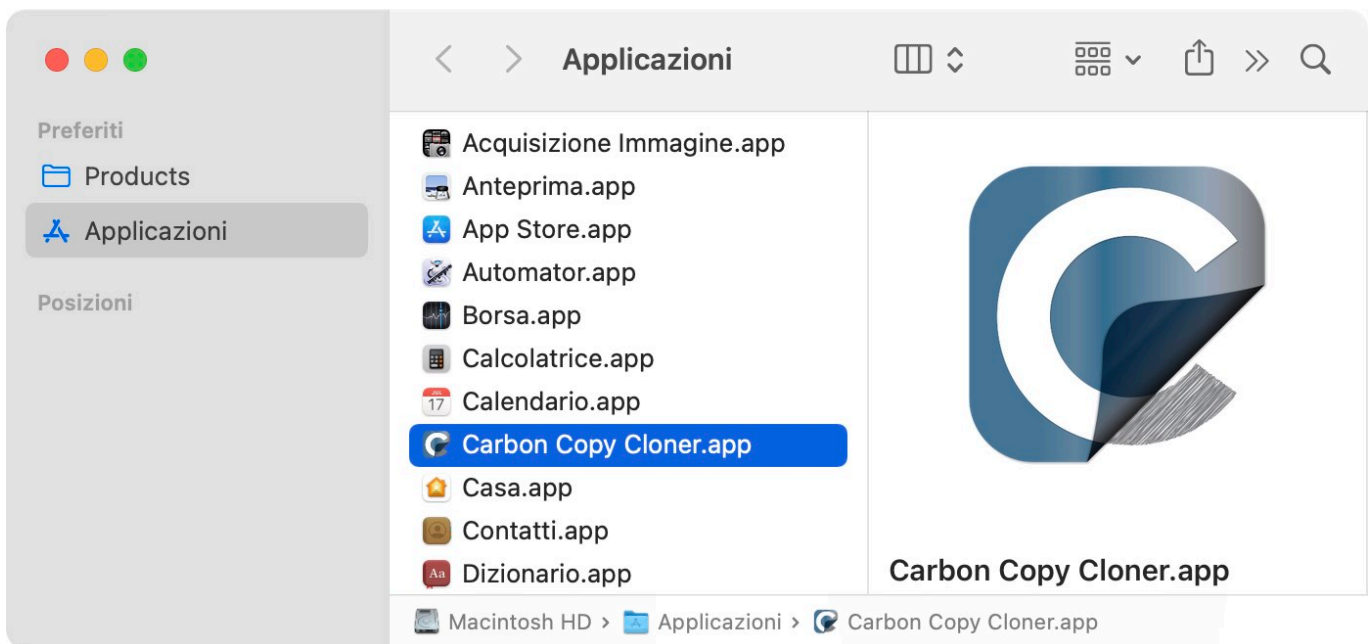 Applicazioni
Preferiti
Products
Applicazioni
Posizioni
Acquisizione Immagine.app
Anteprima.app
App Store.app
Automator.app
Borsa.app
Calcolatrice.app
17
Calendario.app
Carbon Copy Cloner.app
Casa.app
Contatti.app
Aa
Dizionario.app
Carbon Copy Cloner.app
Macintosh HD › Applicazioni › Carbon Copy Cloner.app